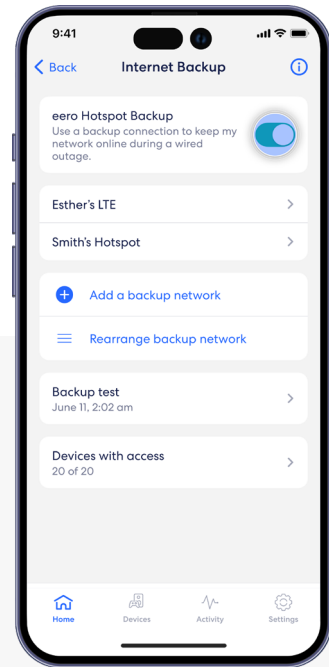 9:41
Back
Internet Backup
eero Hotspot Backup
Use a backup connection to keep my
network online during a wired
outage.
Esther's LTE
Smith's Hotspot
Add a backup network
Rearrange backup network
Backup test
June 11, 2:02 am
Devices with access
20 of 20
Home
Devices
Activity
Settings